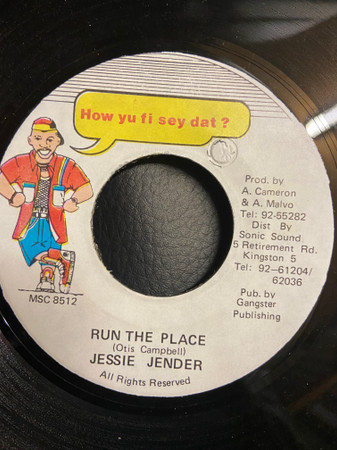 How yu fi sey dat ?
Prod. by
A. Cameron
& A. Malvo
Tel: 92-55282
Dist By
Sonic Sound
5 Retirement Rd.
Kingston 5
Tel: 92-61204/
62036
Pub. by
Gangster
Publishing
MSC 8512
RUN THE PLACE
(Otis Campbell)
JESSIE JENDER
All Rights Reserved